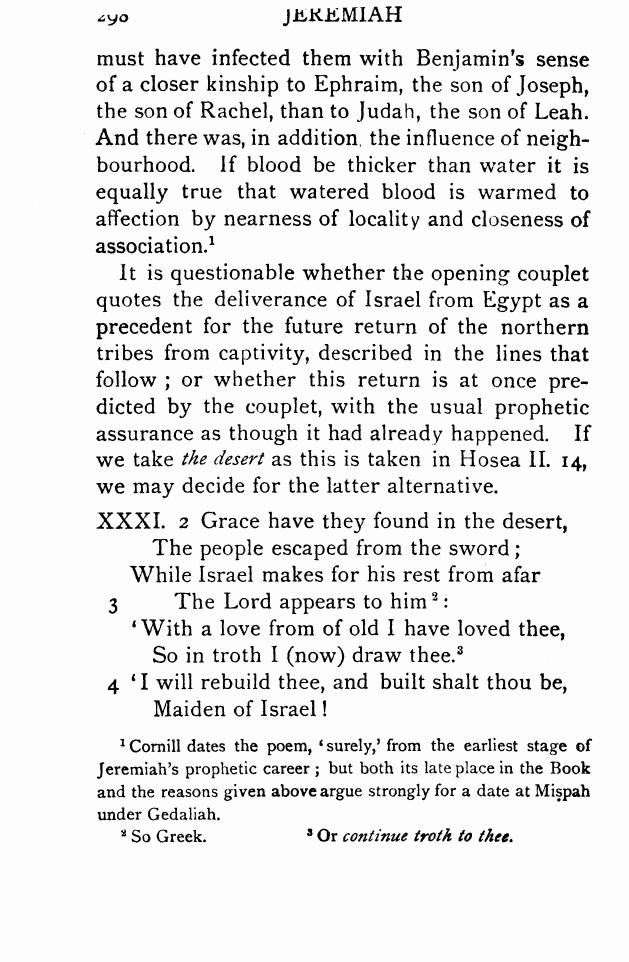 290 JEREMIAH
must have infected them with Benjamin's sense
of a closer kinship to Ephraim, the son of Joseph,
the son of Rachel, than to Judah, the son of Leah.
And there was, in addition, the influence of neigh-
bourhood. If blood be thicker than water it is
equally true that watered blood is warmed to
affection by nearness of locality and closeness of
association.¹
It is questionable whether the opening couplet
quotes the deliverance of Israel from Egypt as a
precedent for the future return of the northern
tribes from captivity, described in the lines that
follow ; or whether this return is at once pre-
dicted by the couplet, with the usual prophetic
assurance as though it had already happened. If
we take the desert as this is taken in Hosea II. 14,
we may decide for the latter alternative.
XXXI. 2 Grace have they found in the desert,
The people escaped from the sword ;
While Israel makes for his rest from afar
3 The Lord appears to him ² :
‘With a love from of old I have loved thee,
So in troth I (now) draw thee.³
4 ‘I will rebuild thee, and built shalt thou be,
Maiden of Israel !
¹ Cornill dates the poem, ‘surely,’ from the earliest stage of
Jeremiah's prophetic career ; but both its late place in the Book
and the reasons given above argue strongly for a date at Miṣpah
under Gedaliah.
² So Greek. ³ Or continue troth to thee.